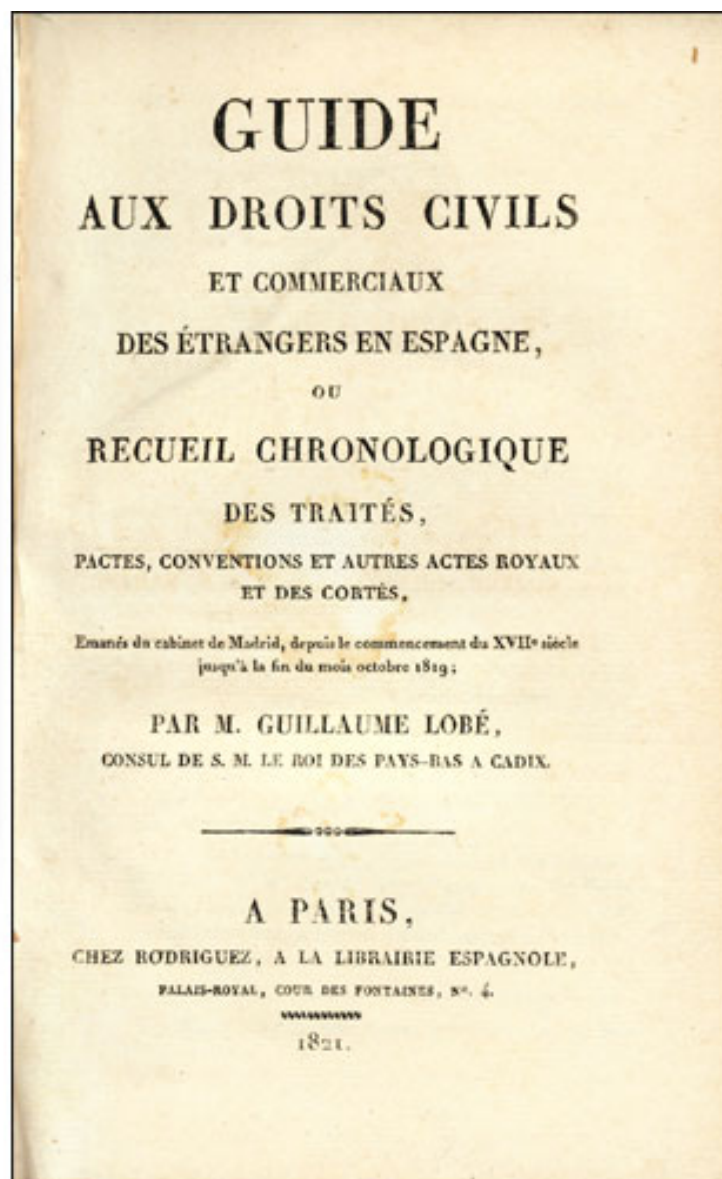 GUIDE
AUX DROITS CIVILS
ET COMMERCIAUX
DES ÉTRANGERS EN ESPAGNE,
OU
RECUEIL CHRONOLOGIQUE
DES TRAITÉS,
PACTES, CONVENTIONS ET AUTRES ACTES ROYAUX
ET DES CORTÈS,
Emanés du cabinet de Madrid, depuis le commencement du XVIIe siècle
jusqu'à la fin du mois octobre 1819;
PAR M. GUILLAUME LOBÉ,
CONSUL DE S. M. LE ROI DES PAYS-BAS A CADIX.
A PARIS,
CHEZ RODRIGUEZ, A LA LIBRAIRIE ESPAGNOLE,
PALAIS-ROYAL, COUR DES FONTAINES, No. 4.
1821.